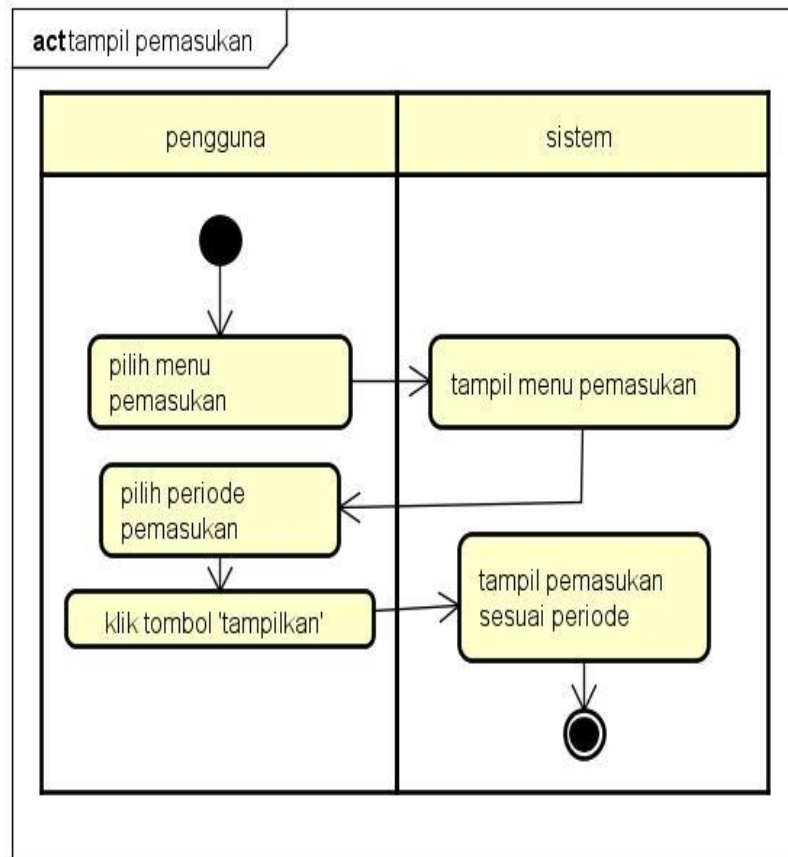 act tampil pemasukan
pengguna
sistem
pilih menu
pemasukan
tampil menu pemasukan
pilih periode
pemasukan
klik tombol 'tampilkan'
tampil pemasukan
sesuai periode